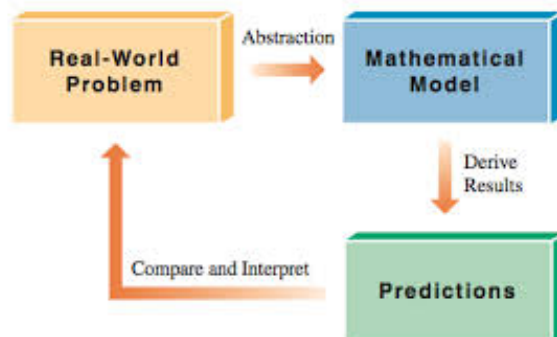 Real-World
Problem
Abstraction
Mathematical
Model
Derive
Results
Predictions
Compare and Interpret